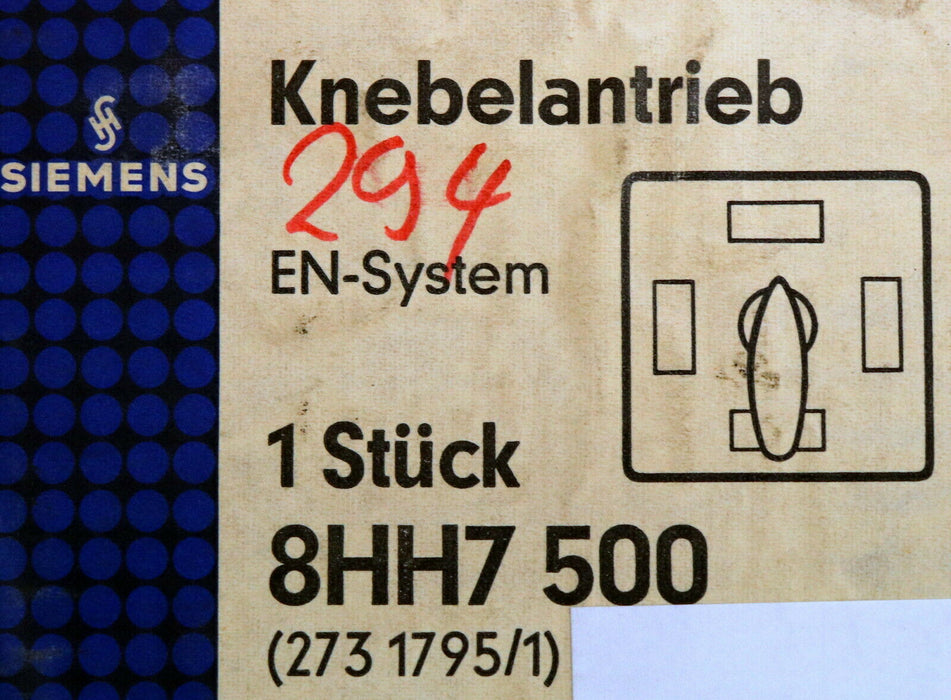 SIEMENS
Knebelantrieb
294
EN-System
1 Stück
8HH7 500
(273 1795/1)